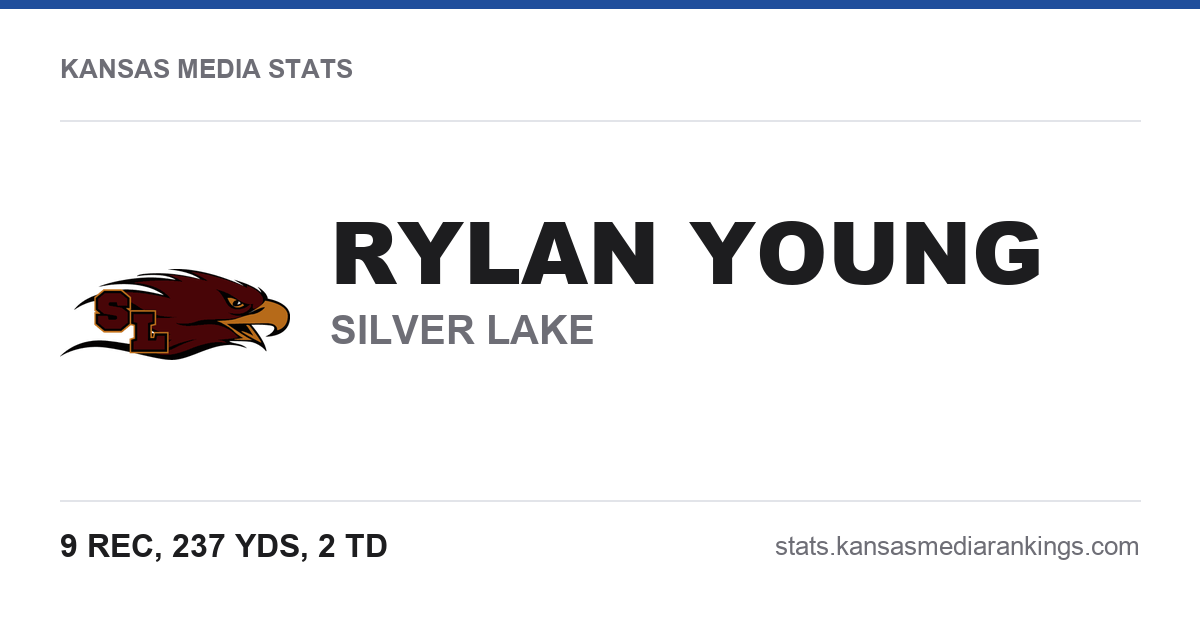 KANSAS MEDIA STATS
RYLAN YOUNG
SILVER LAKE
SL
9 REC, 237 YDS, 2 TD
stats.kansasmediarankings.com